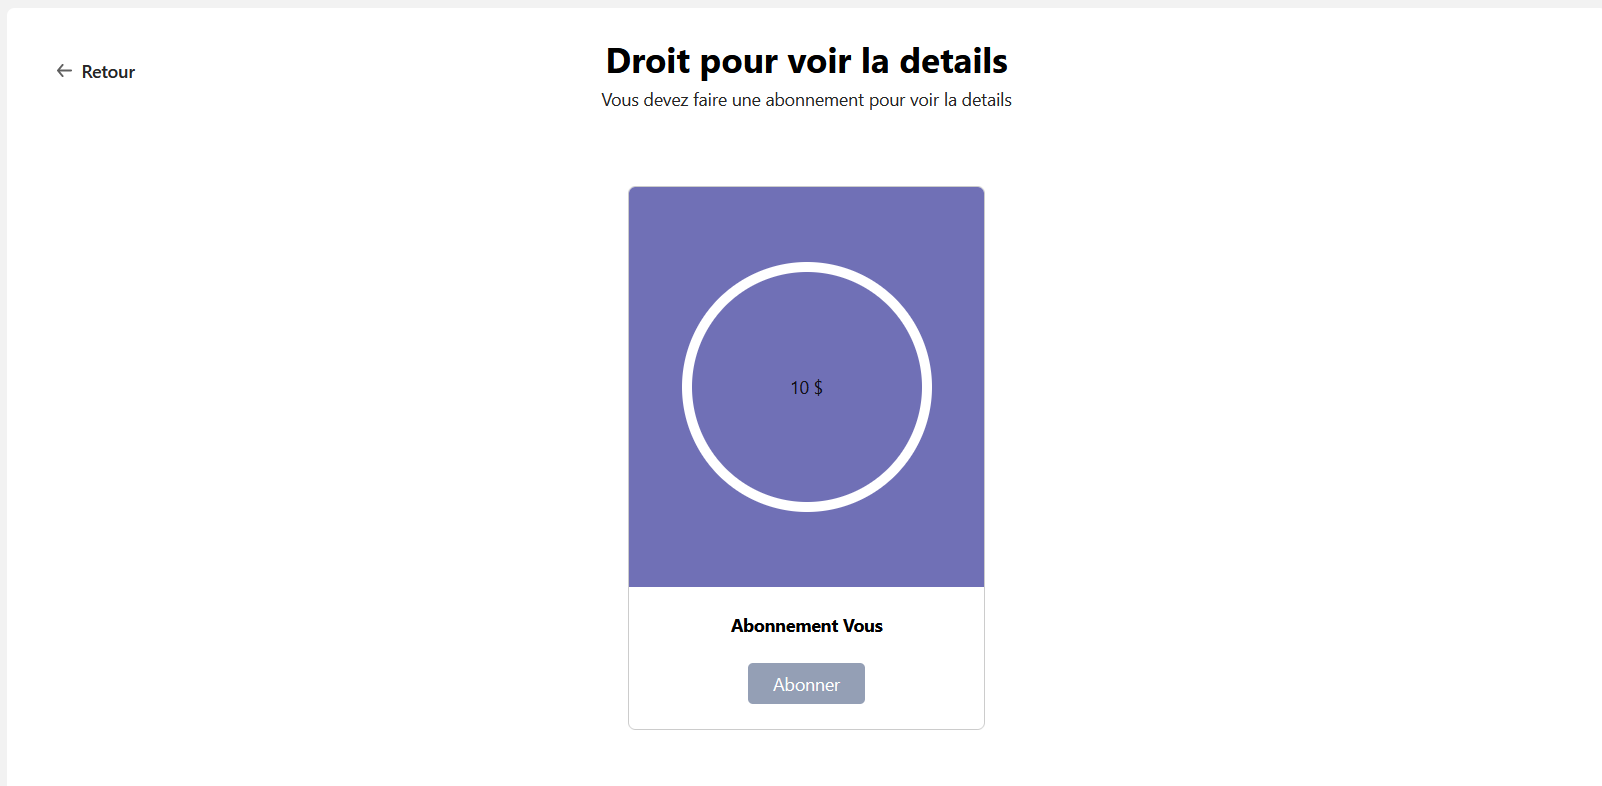 Retour
Droit pour voir la details
Vous devez faire une abonnement pour voir la details
10 $
Abonnement Vous
Abonner